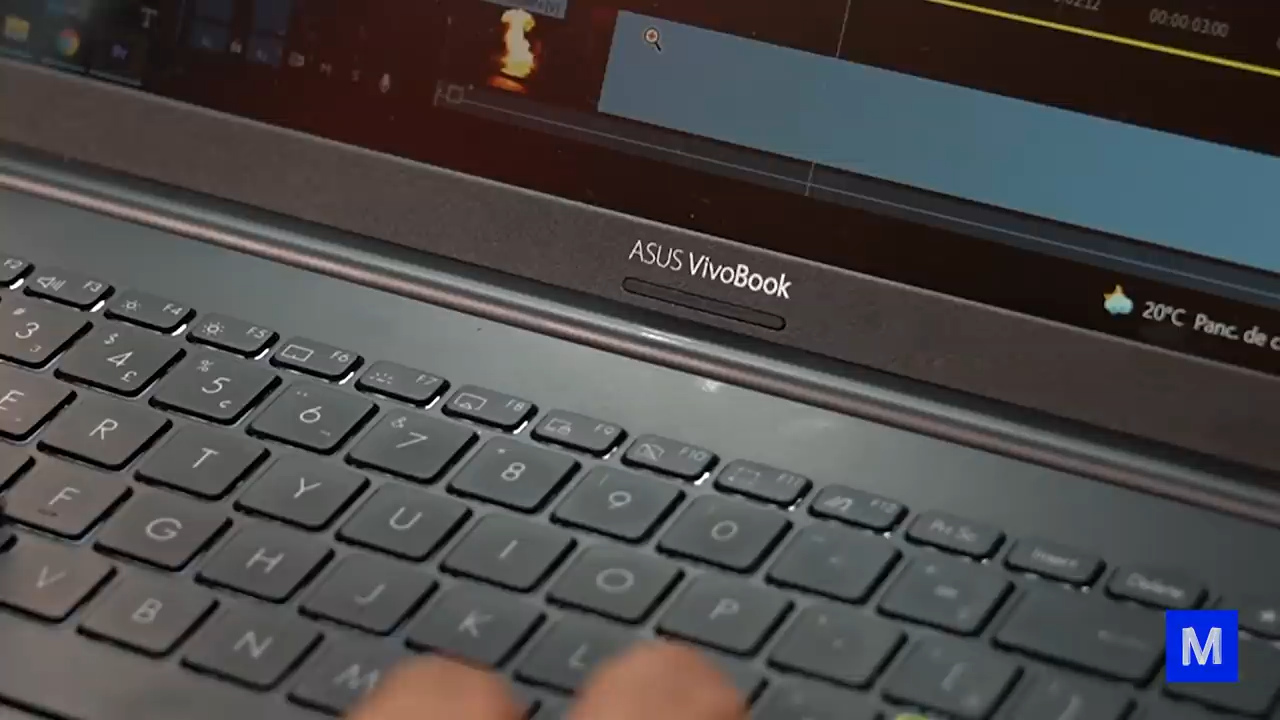 T
00:00:03:00
M S
ASUS VivoBook
20°C Panc. de c
F2 F3 F4 F5 F6 F7 F8 F9 F10 F11 F12 Prt Sc Insert Delete
# 3 $ 4 £ % 5 € 6 & 7 8 9 0
E R T Y U I O P
F G H J K L
V B N M
M